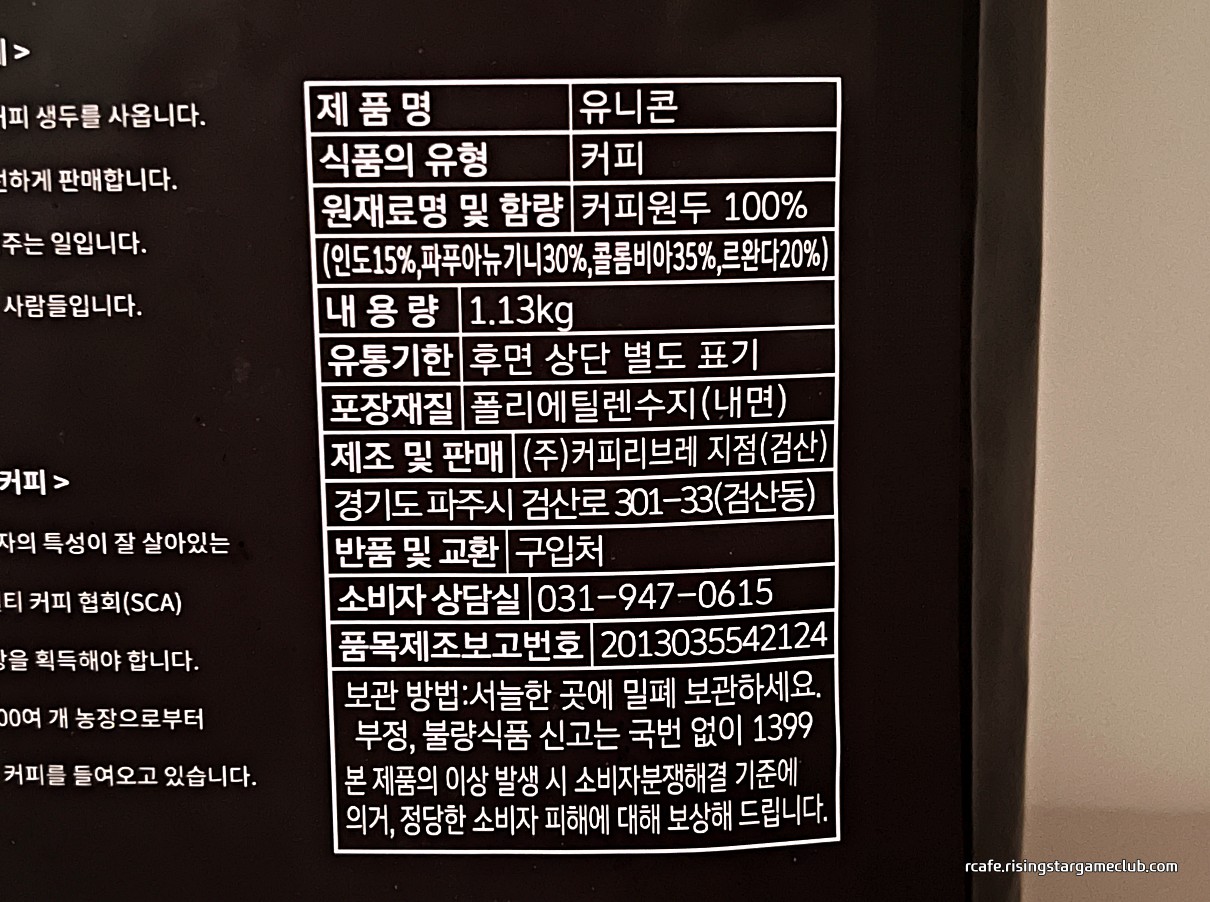 >
커피 생두를 사옵니다.
하게 판매합니다.
주는 일입니다.
사람들입니다.
커피 >
자의 특성이 잘 살아있는
티 커피 협회(SCA)
을 획득해야 합니다.
00여 개 농장으로부터
커피를 들여오고 있습니다.
제 품 명 유니콘
식품의 유형 커피
원재료명 및 함량 커피원두 100%
(인도15%,파푸아뉴기니30%,콜롬비아35%,르완다20%)
내 용 량 1.13kg
유통기한 후면 상단 별도 표기
포장재질 폴리에틸렌수지(내면)
제조 및 판매 (주)커피리브레 지점(검산)
경기도 파주시 검산로 301-33(검산동)
반품 및 교환 구입처
소비자 상담실 031-947-0615
품목제조보고번호 2013035542124
보관 방법:서늘한 곳에 밀폐 보관하세요.
부정, 불량식품 신고는 국번 없이 1399
본 제품의 이상 발생 시 소비자분쟁해결 기준에
의거, 정당한 소비자 피해에 대해 보상해 드립니다.
rcafe.risingstargameclub.com